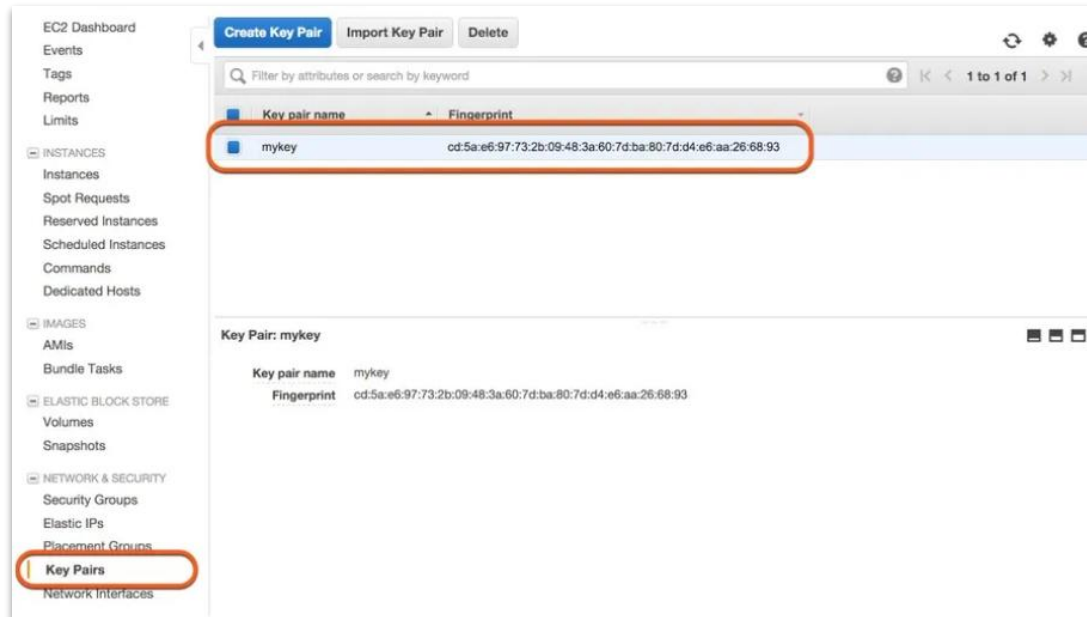 EC2 Dashboard
Events
Tags
Reports
Limits
INSTANCES
Instances
Spot Requests
Reserved Instances
Scheduled Instances
Commands
Dedicated Hosts
IMAGES
AMIs
Bundle Tasks
ELASTIC BLOCK STORE
Volumes
Snapshots
NETWORK & SECURITY
Security Groups
Elastic IPs
Placement Groups
Key Pairs
Network Interfaces
Create Key Pair Import Key Pair Delete
Filter by attributes or search by keyword 1 to 1 of 1
Key pair name Fingerprint
mykey cd:5a:e6:97:73:2b:09:48:3a:60:7d:ba:80:7d:d4:e6:aa:26:68:93
Key Pair: mykey
Key pair name mykey
Fingerprint cd:5a:e6:97:73:2b:09:48:3a:60:7d:ba:80:7d:d4:e6:aa:26:68:93